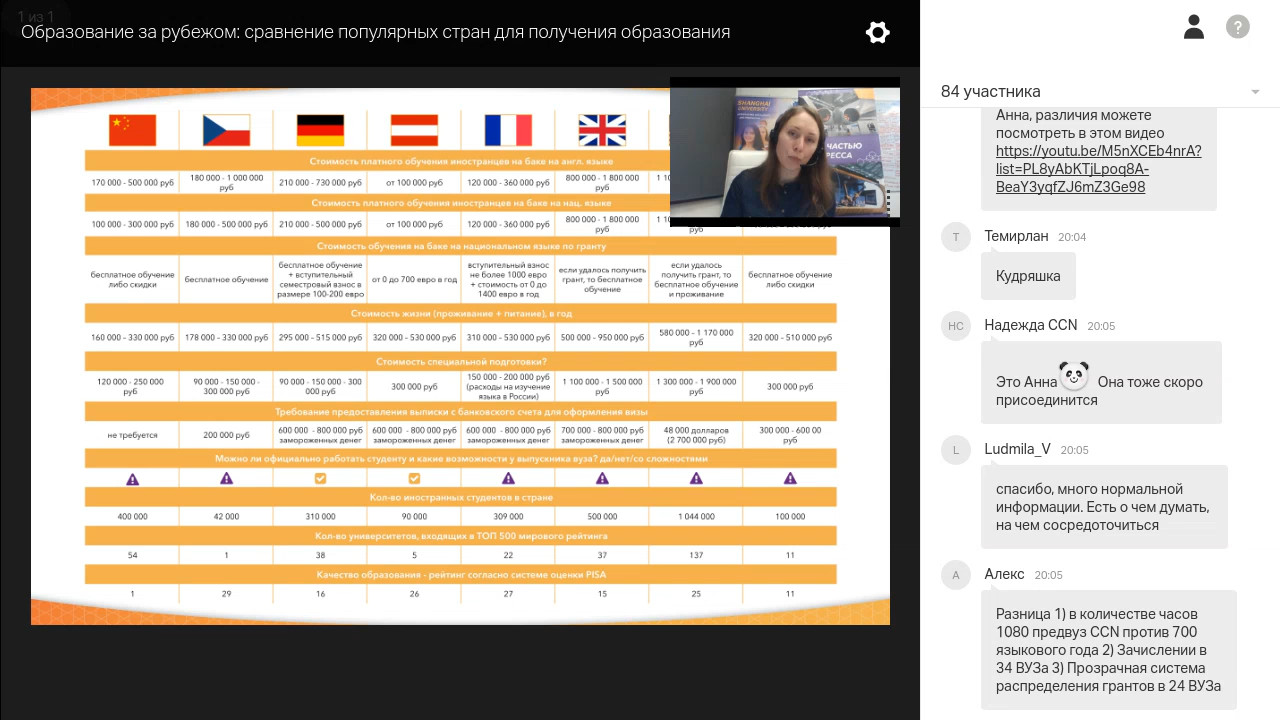 1 из 1
Образование за рубежом: сравнение популярных стран для получения образования
Стоимость платного обучения иностранцев на баке на англ. языке
170 000 - 500 000 руб
180 000 - 1 000 000
руб
210 000 - 730 000 руб
от 100 000 руб
120 000 - 360 000 руб
800 000 - 1 800 000
руб
Стоимость платного обучения иностранцев на баке на нац. языке
100 000 - 300 000 руб
180 000 - 500 000 руб
210 000 - 500 000 руб
от 100 000 руб
120 000 - 360 000 руб
800 000 - 1 800 000
руб
руб
Стоимость обучения на баке на национальном языке по гранту
бесплатное обучение
либо скидки
бесплатное обучение
бесплатное обучение
+ вступительный
семестровый взнос в
размере 100-200 евро
от 0 до 700 евро в год
вступительный взнос
не более 1000 евро
+ стоимость от 0 до
1400 евро в год
если удалось получить
грант, то бесплатное
обучение
если удалось
получить грант, то
бесплатное обучение
и проживание
бесплатное обучение
либо скидки
Стоимость жизни (проживание + питание), в год
160 000 - 330 000 руб
178 000 - 330 000 руб
295 000 - 515 000 руб
320 000 - 530 000 руб
310 000 - 530 000 руб
500 000 - 950 000 руб
580 000 - 1 170 000
руб
320 000 - 510 000 руб
Стоимость специальной подготовки?
120 000 - 250 000
руб
90 000 - 150 000 -
300 000 руб
90 000 - 150 000 - 300
000 руб
300 000 руб
150 000 - 200 000 руб
(расходы на изучение
языка в России)
1 100 000 - 1 500 000
руб
1 300 000 - 1 900 000
руб
300 000 руб
Требование предоставления выписки с банковского счета для оформления визы
не требуется
200 000 руб
600 000 - 800 000 руб
замороженных денег
600 000 - 800 000 руб
замороженных денег
600 000 - 800 000 руб
замороженных денег
700 000 - 800 000 руб
замороженных денег
48 000 долларов
(2 700 000 руб)
300 000 - 600 00
руб
Можно ли официально работать студенту и какие возможности у выпускника вуза? да/нет/со сложностями
Кол-во иностранных студентов в стране
400 000
42 000
310 000
90 000
309 000
500 000
1 044 000
100 000
Кол-во университетов, входящих в ТОП 500 мирового рейтинга
54
1
38
5
22
37
137
11
Качество образования - рейтинг согласно системе оценки PISA
1
29
16
26
27
15
25
11
SHANGHAI
UNIVERSITY
84 участника
Анна, различия можете
посмотреть в этом видео
https://youtu.be/M5nXCEb4nrA?
list=PL8yAbKTjLpoq8A-
BeaY3yqfZJ6mZ3Ge98
Т
Темирлан 20:04
Кудряшка
НС
Надежда CCN 20:05
Это Анна Она тоже скоро
присоединится
L
Ludmila_V 20:05
спасибо, много нормальной
информации. Есть о чем думать,
на чем сосредоточиться
А
Алекс 20:05
Разница 1) в количестве часов
1080 предвуз CCN против 700
языкового года 2) Зачислении в
34 ВУЗа 3) Прозрачная система
распределения грантов в 24 ВУЗа